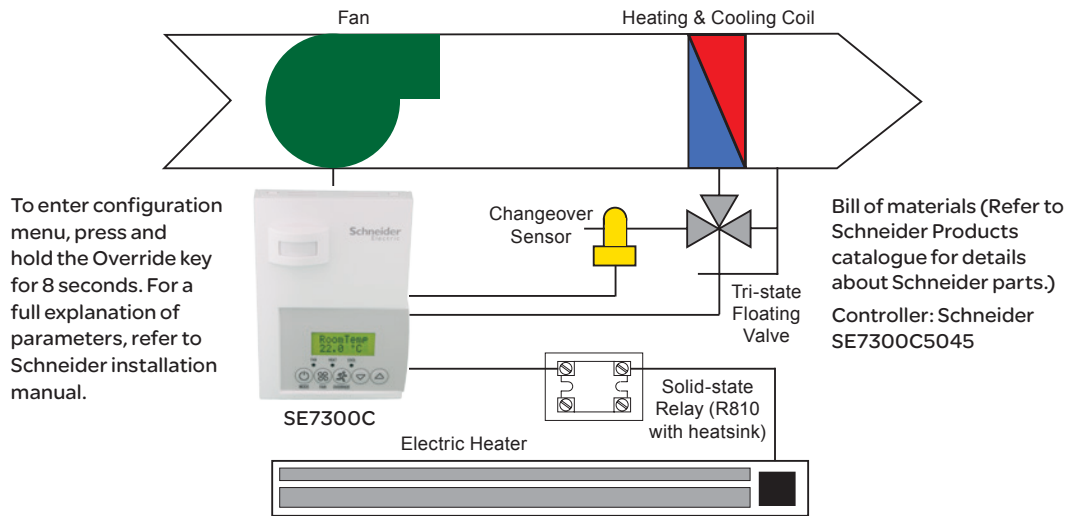 Fan
Heating & Cooling Coil
To enter configuration
menu, press and
hold the Override key
for 8 seconds. For a
full explanation of
parameters, refer to
Schneider installation
manual.
Schneider
Electric
RoomTemp
22.0 °C
SE7300C
Changeover
Sensor
Tri-state
Floating
Valve
Bill of materials (Refer to
Schneider Products
catalogue for details
about Schneider parts.)
Controller: Schneider
SE7300C5045
Solid-state
Relay (R810
with heatsink)
Electric Heater